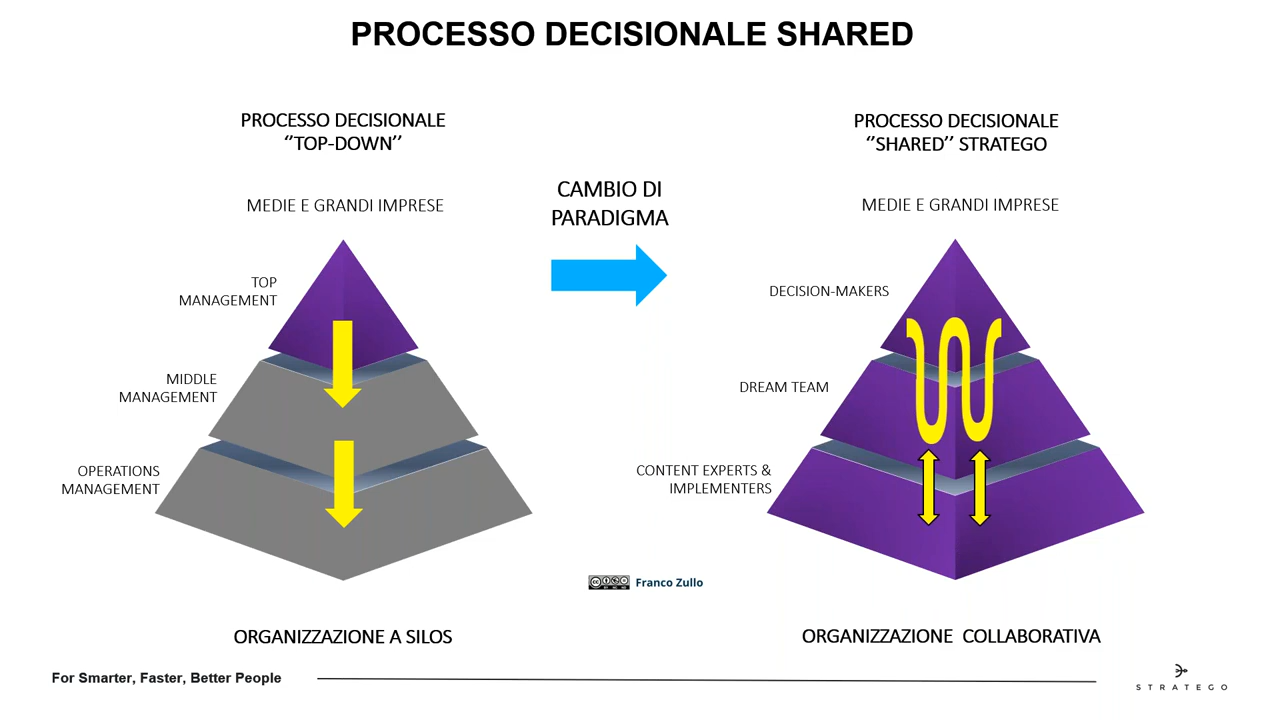 PROCESSO DECISIONALE SHARED
PROCESSO DECISIONALE
‘’TOP-DOWN’’
MEDIE E GRANDI IMPRESE
TOP
MANAGEMENT
MIDDLE
MANAGEMENT
OPERATIONS
MANAGEMENT
ORGANIZZAZIONE A SILOS
CAMBIO DI
PARADIGMA
PROCESSO DECISIONALE
‘’SHARED’’ STRATEGO
MEDIE E GRANDI IMPRESE
DECISION-MAKERS
DREAM TEAM
CONTENT EXPERTS &
IMPLEMENTERS
Franco Zullo
ORGANIZZAZIONE COLLABORATIVA
For Smarter, Faster, Better People
STRATEGO